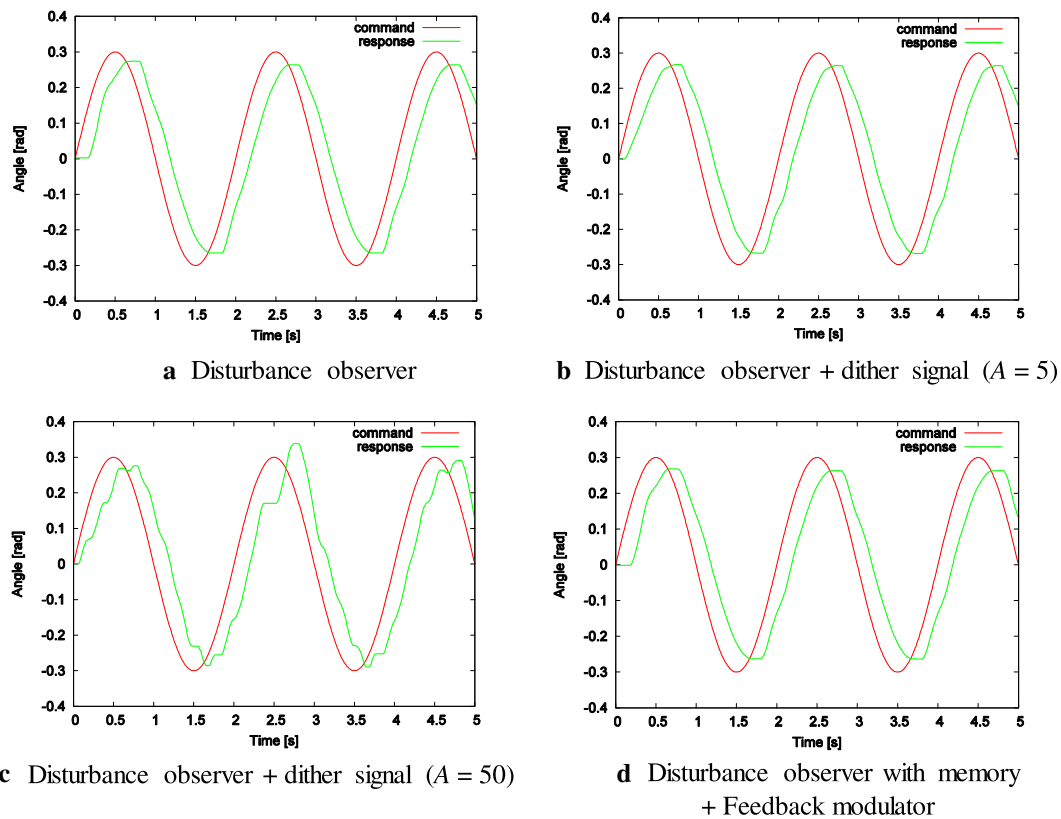 0.4
0.3
0.2
0.1
0
-0.1
-0.2
-0.3
-0.4
Angle [rad]
command
response
0 0.5 1 1.5 2 2.5 3 3.5 4 4.5 5
Time [s]
a Disturbance observer
0.4
0.3
0.2
0.1
0
-0.1
-0.2
-0.3
-0.4
Angle [rad]
command
response
0 0.5 1 1.5 2 2.5 3 3.5 4 4.5 5
Time [s]
b Disturbance observer + dither signal (A = 5)
0.4
0.3
0.2
0.1
0
-0.1
-0.2
-0.3
-0.4
Angle [rad]
command
response
0 0.5 1 1.5 2 2.5 3 3.5 4 4.5 5
Time [s]
c Disturbance observer + dither signal (A = 50)
0.4
0.3
0.2
0.1
0
-0.1
-0.2
-0.3
-0.4
Angle [rad]
command
response
0 0.5 1 1.5 2 2.5 3 3.5 4 4.5 5
Time [s]
d Disturbance observer with memory
+ Feedback modulator